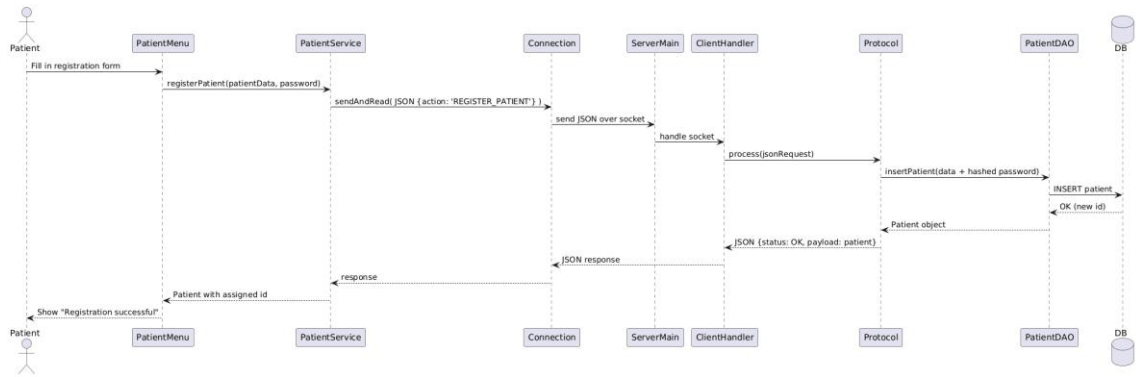 Patient
PatientMenu
PatientService
Connection
ServerMain
ClientHandler
Protocol
PatientDAO
DB
Fill in registration form
registerPatient(patientData, password)
sendAndRead( JSON {action: 'REGISTER_PATIENT'} )
send JSON over socket
handle socket
process(jsonRequest)
insertPatient(data + hashed password)
INSERT patient
OK (new id)
Patient object
JSON {status: OK, payload: patient}
JSON response
response
Patient with assigned id
Show "Registration successful"
Patient
PatientMenu
PatientService
Connection
ServerMain
ClientHandler
Protocol
PatientDAO
DB